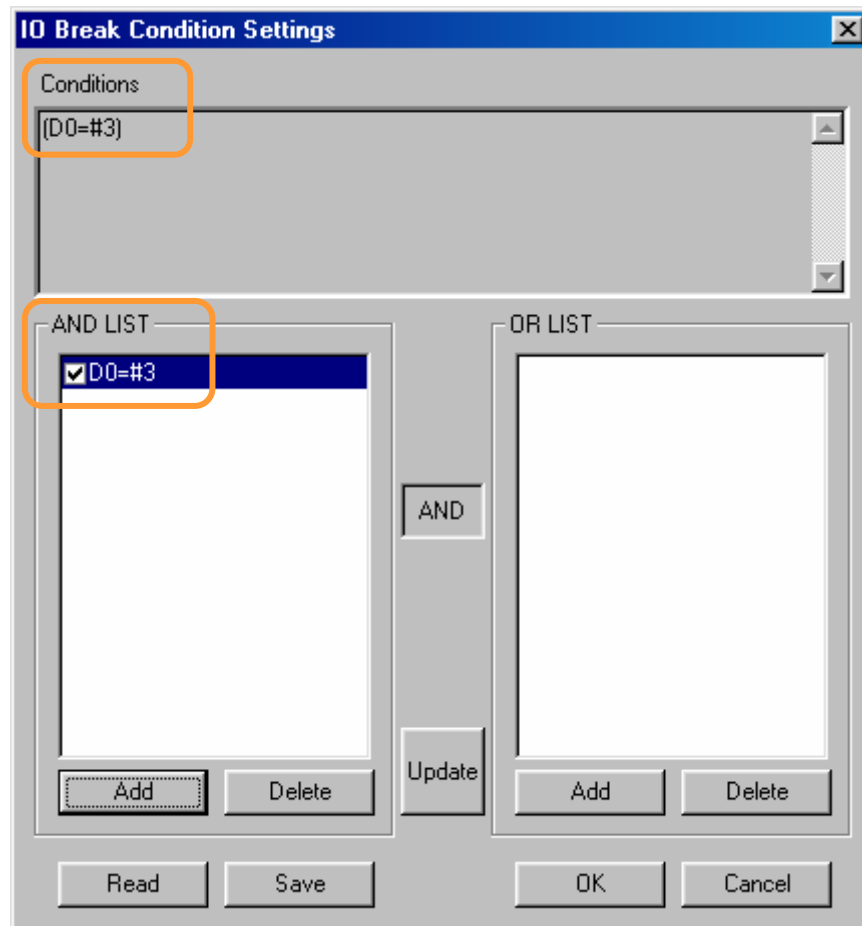 IO Break Condition Settings
Conditions
(D0=#3)
AND LIST
OR LIST
D0=#3
AND
Update
Add
Delete
Add
Delete
Read
Save
OK
Cancel